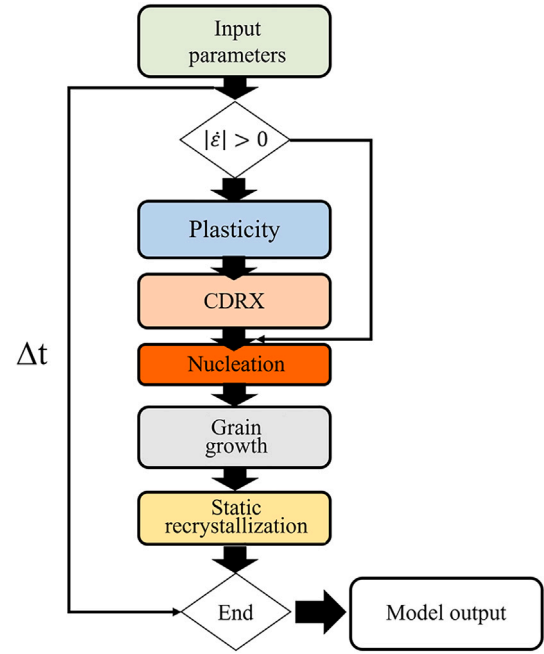 Input
parameters
|ε̇| > 0
Plasticity
CDRX
Δt
Nucleation
Grain
growth
Static
recrystallization
End
Model output